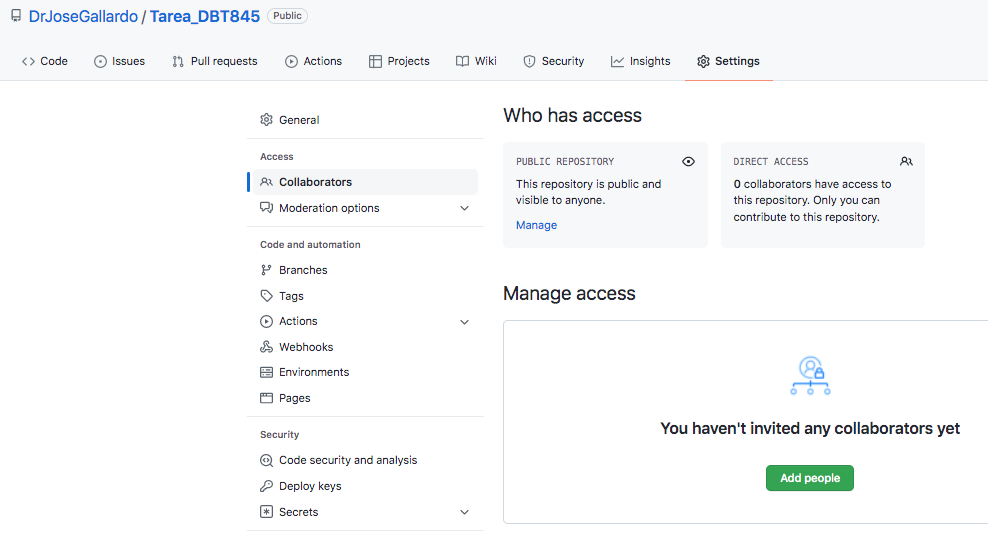 DrJoseGallardo / Tarea_DBT845 Public
Code Issues Pull requests Actions Projects Wiki Security Insights Settings
General
Access
Collaborators
Moderation options
Code and automation
Branches
Tags
Actions
Webhooks
Environments
Pages
Security
Code security and analysis
Deploy keys
Secrets
Who has access
PUBLIC REPOSITORY
This repository is public and
visible to anyone.
Manage
DIRECT ACCESS
0 collaborators have access to
this repository. Only you can
contribute to this repository.
Manage access
You haven't invited any collaborators yet
Add people